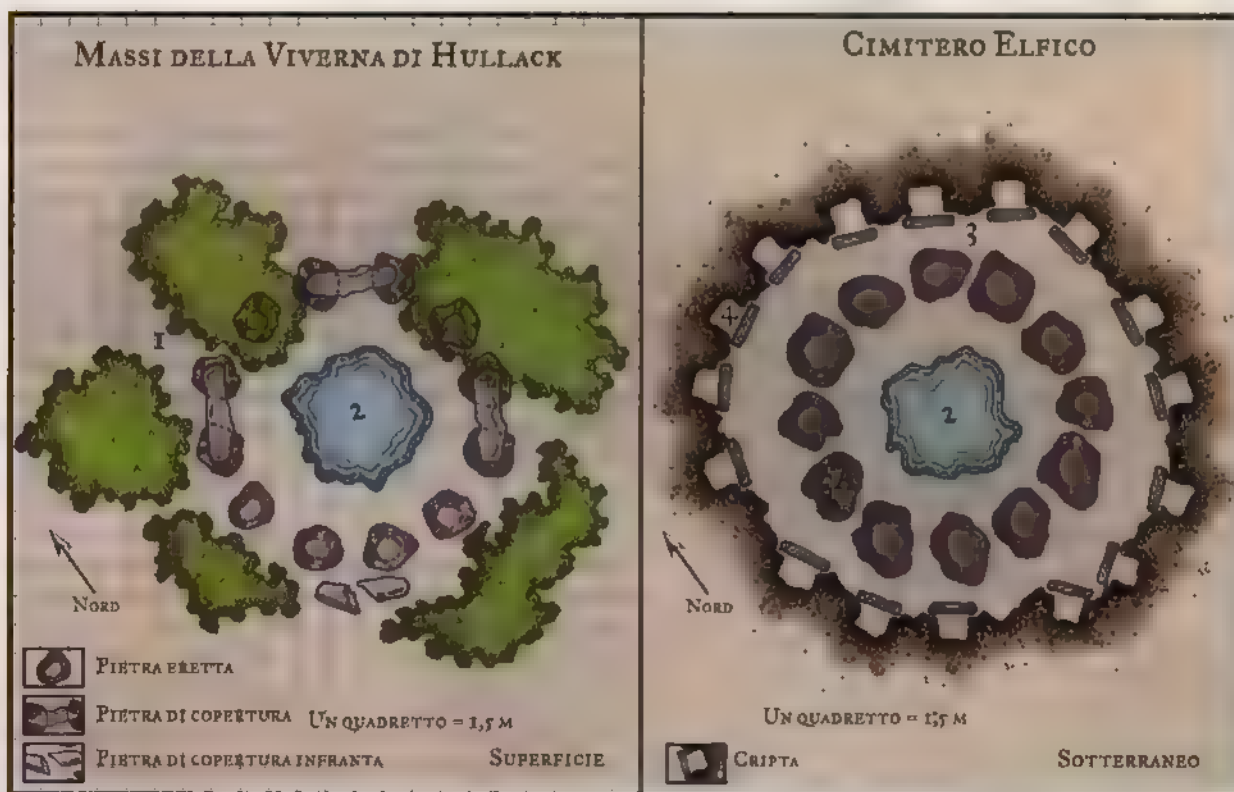 MASSI DELLA VIVERNA DI HULLACK
1
2
NORD
PIETRA ERETTA
PIETRA DI COPERTURA
UN QUADRETTO = 1,5 M
PIETRA DI COPERTURA INFRANTA
SUPERFICIE
CIMITERO ELFICO
3
4
2
NORD
UN QUADRETTO = 1,5 M
CRIPTA
SOTTERRANEO